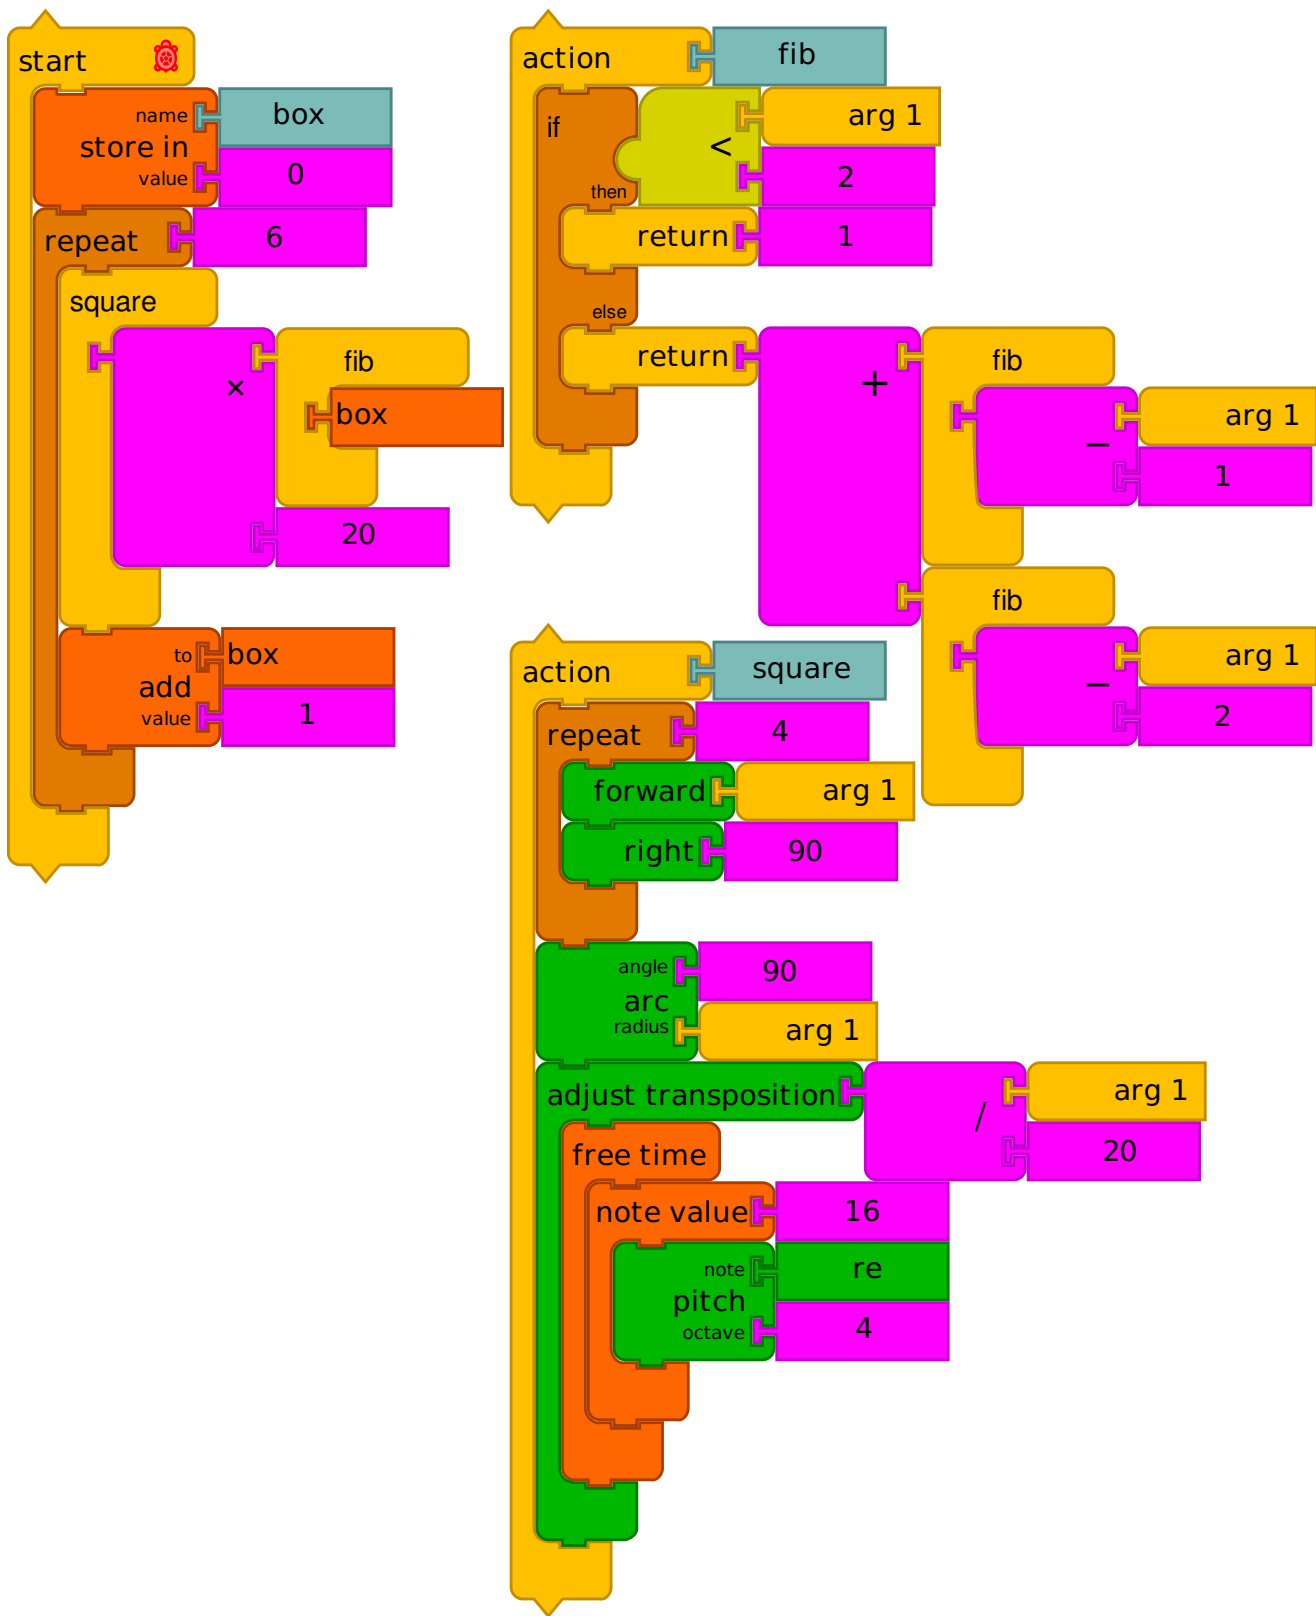 start
name box
store in
value 0
repeat 6
square
× fib
box
20
to box
add
value 1
action fib
if < arg 1
2
then
return 1
else
return + fib
− arg 1
1
fib
− arg 1
2
action square
repeat 4
forward arg 1
right 90
angle 90
arc
radius arg 1
adjust transposition / arg 1
20
free time
note value 16
note re
pitch
octave 4